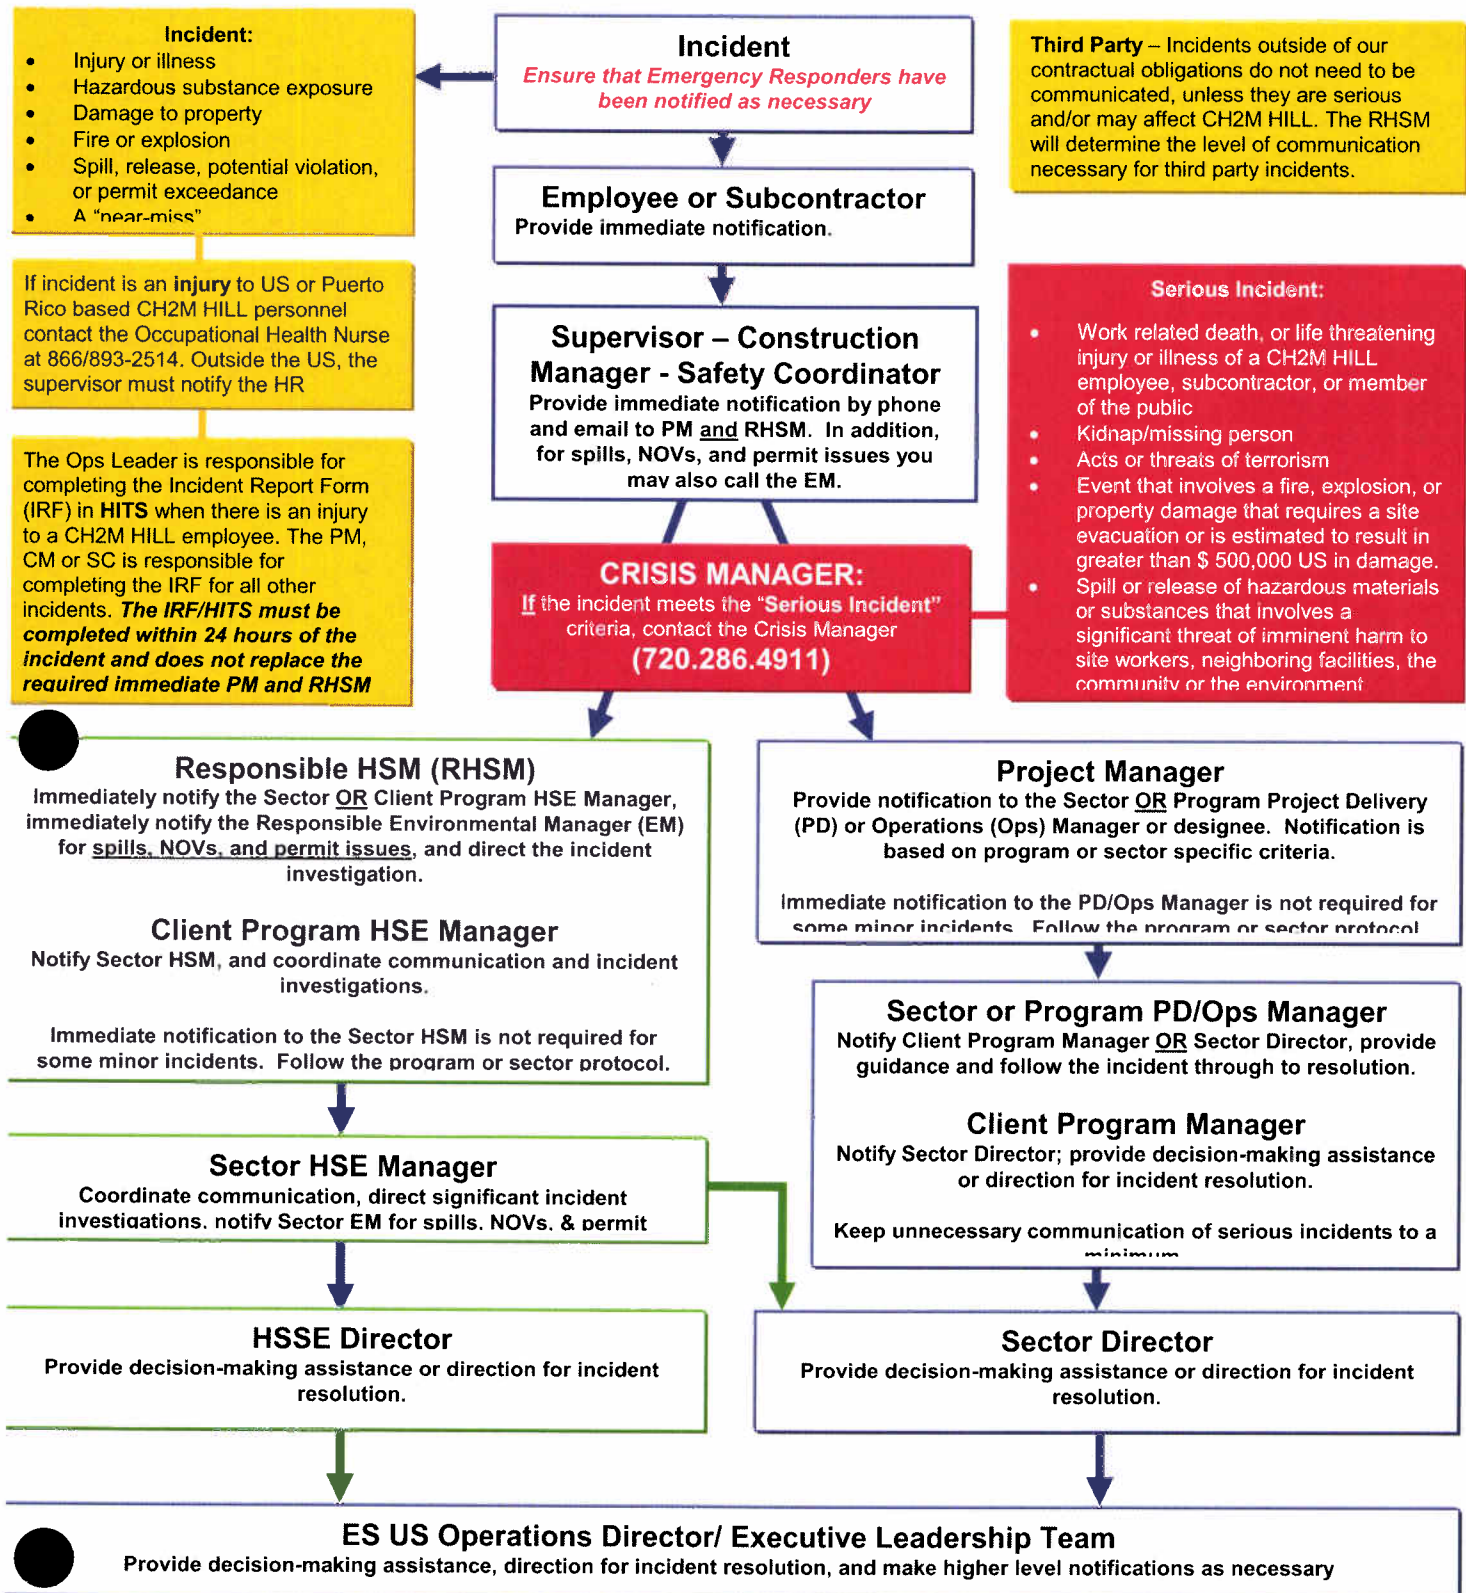 Incident:
• Injury or illness
• Hazardous substance exposure
• Damage to property
• Fire or explosion
• Spill, release, potential violation,
or permit exceedance
• A "near-miss"
Incident
Ensure that Emergency Responders have
been notified as necessary
Third Party – Incidents outside of our
contractual obligations do not need to be
communicated, unless they are serious
and/or may affect CH2M HILL. The RHSM
will determine the level of communication
necessary for third party incidents.
Employee or Subcontractor
Provide immediate notification.
If incident is an injury to US or Puerto
Rico based CH2M HILL personnel
contact the Occupational Health Nurse
at 866/893-2514. Outside the US, the
supervisor must notify the HR
Supervisor – Construction
Manager - Safety Coordinator
Provide immediate notification by phone
and email to PM and RHSM. In addition,
for spills, NOVs, and permit issues you
may also call the EM.
Serious Incident:
• Work related death, or life threatening
injury or illness of a CH2M HILL
employee, subcontractor, or member
of the public
• Kidnap/missing person
• Acts or threats of terrorism
• Event that involves a fire, explosion, or
property damage that requires a site
evacuation or is estimated to result in
greater than $ 500,000 US in damage.
• Spill or release of hazardous materials
or substances that involves a
significant threat of imminent harm to
site workers, neighboring facilities, the
community or the environment
The Ops Leader is responsible for
completing the Incident Report Form
(IRF) in HITS when there is an injury
to a CH2M HILL employee. The PM,
CM or SC is responsible for
completing the IRF for all other
incidents. The IRF/HITS must be
completed within 24 hours of the
incident and does not replace the
required immediate PM and RHSM
CRISIS MANAGER:
If the incident meets the "Serious Incident"
criteria, contact the Crisis Manager
(720.286.4911)
Responsible HSM (RHSM)
Immediately notify the Sector OR Client Program HSE Manager,
immediately notify the Responsible Environmental Manager (EM)
for spills, NOVs, and permit issues, and direct the incident
investigation.
Client Program HSE Manager
Notify Sector HSM, and coordinate communication and incident
investigations.
Immediate notification to the Sector HSM is not required for
some minor incidents. Follow the program or sector protocol.
Project Manager
Provide notification to the Sector OR Program Project Delivery
(PD) or Operations (Ops) Manager or designee. Notification is
based on program or sector specific criteria.
Immediate notification to the PD/Ops Manager is not required for
some minor incidents. Follow the program or sector protocol
Sector or Program PD/Ops Manager
Notify Client Program Manager OR Sector Director, provide
guidance and follow the incident through to resolution.
Client Program Manager
Notify Sector Director; provide decision-making assistance
or direction for incident resolution.
Keep unnecessary communication of serious incidents to a
minimum
Sector HSE Manager
Coordinate communication, direct significant incident
investigations, notify Sector EM for spills, NOVs, & permit
HSSE Director
Provide decision-making assistance or direction for incident
resolution.
Sector Director
Provide decision-making assistance or direction for incident
resolution.
ES US Operations Director/ Executive Leadership Team
Provide decision-making assistance, direction for incident resolution, and make higher level notifications as necessary